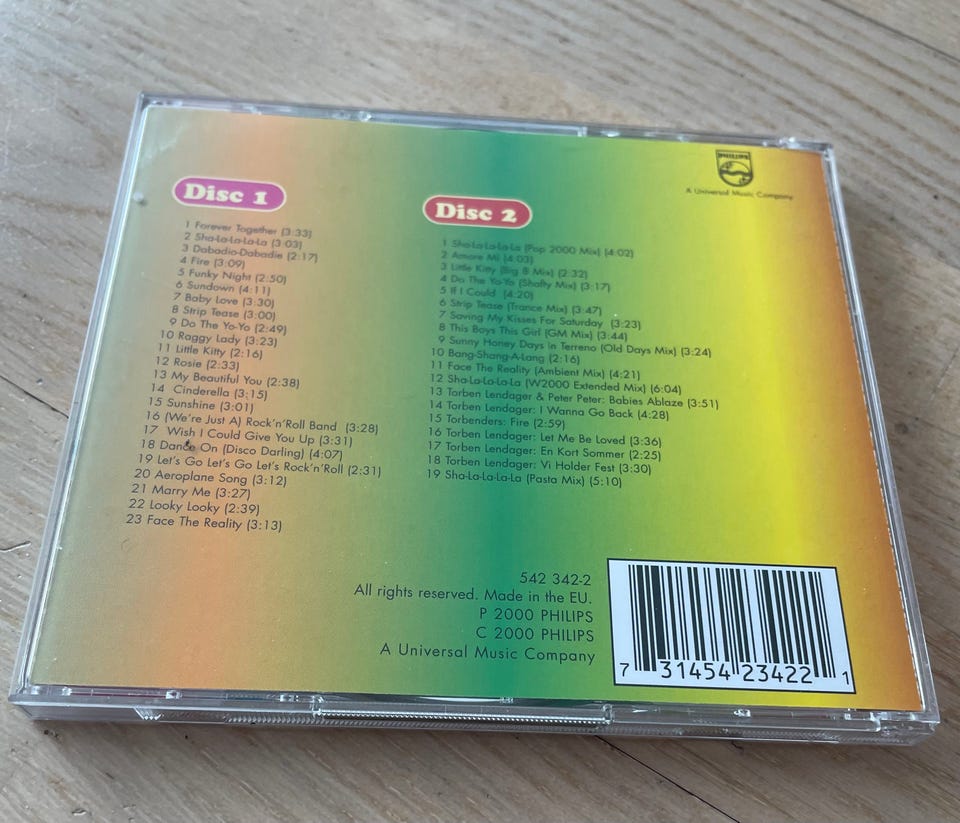 PHILIPS
A Universal Music Company
Disc 1
1 Forever Together (3:33)
2 Sha-La-La-La-La (3:03)
3 Dabadio-Dabadie (2:17)
4 Fire (3:09)
5 Funky Night (2:50)
6 Sundown (4:11)
7 Baby Love (3:30)
8 Strip Tease (3:00)
9 Do The Yo-Yo (2:49)
10 Raggy Lady (3:23)
11 Little Kitty (2:16)
12 Rosie (2:33)
13 My Beautiful You (2:38)
14 Cinderella (3:15)
15 Sunshine (3:01)
16 (We're Just A) Rock'n'Roll Band (3:28)
17 Wish I Could Give You Up (3:31)
18 Dance On (Disco Darling) (4:07)
19 Let's Go Let's Go Let's Rock'n'Roll (2:31)
20 Aeroplane Song (3:12)
21 Marry Me (3:27)
22 Looky Looky (2:39)
23 Face The Reality (3:13)
Disc 2
1 Sha-La-La-La-La (Pop 2000 Mix) (4:02)
2 Amore Mi (4:03)
3 Little Kitty (Big B Mix) (2:32)
4 Do The Yo-Yo (Shafty Mix) (3:17)
5 If I Could (4:20)
6 Strip Tease (Trance Mix) (3:47)
7 Saving My Kisses For Saturday (3:23)
8 This Boys This Girl (GM Mix) (3:44)
9 Sunny Honey Days in Terreno (Old Days Mix) (3:24)
10 Bang-Shang-A-Lang (2:16)
11 Face The Reality (Ambient Mix) (4:21)
12 Sha-La-La-La-La (W2000 Extended Mix) (6:04)
13 Torben Lendager & Peter Peter: Babies Ablaze (3:51)
14 Torben Lendager: I Wanna Go Back (4:28)
15 Torbenders: Fire (2:59)
16 Torben Lendager: Let Me Be Loved (3:36)
17 Torben Lendager: En Kort Sommer (2:25)
18 Torben Lendager: Vi Holder Fest (3:30)
19 Sha-La-La-La-La (Pasta Mix) (5:10)
542 342-2
All rights reserved. Made in the EU.
P 2000 PHILIPS
C 2000 PHILIPS
A Universal Music Company
7 31454 23422 1